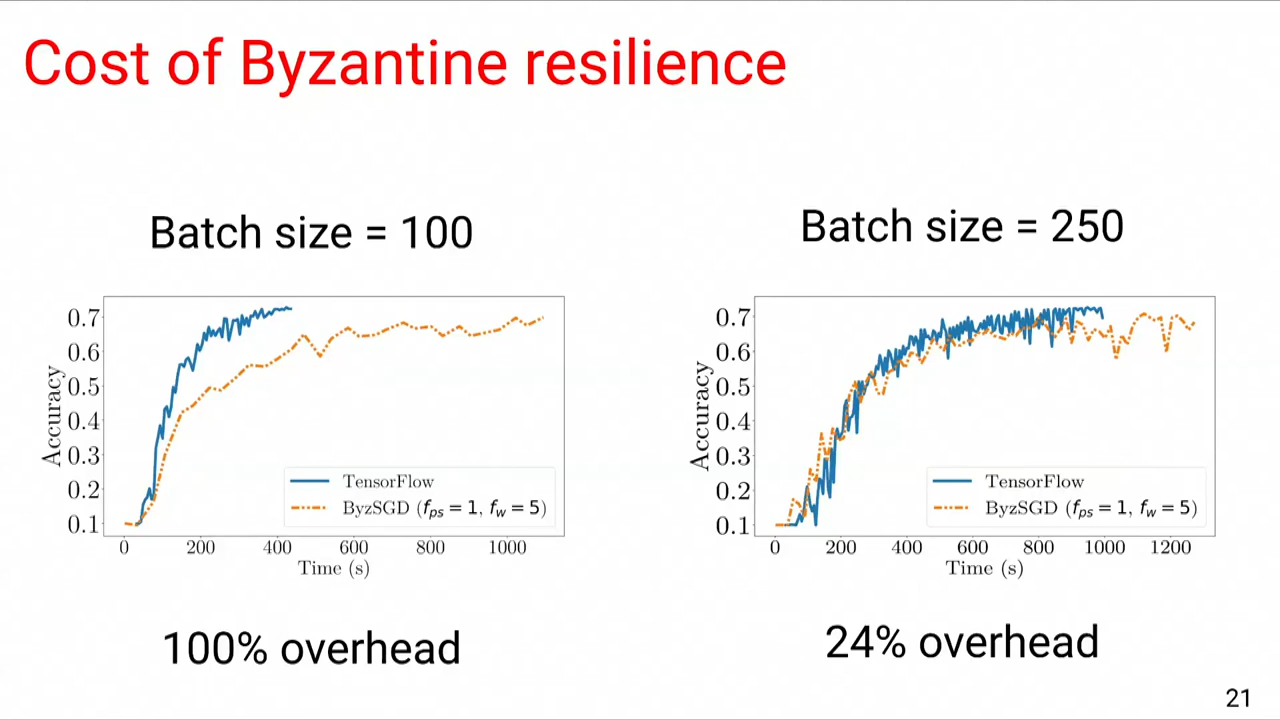 Cost of Byzantine resilience
Batch size = 100
0.7
0.6
0.5
0.4
0.3
0.2
0.1
Accuracy
TensorFlow
ByzSGD (f_ps = 1, f_w = 5)
0 200 400 600 800 1000
Time (s)
100% overhead
Batch size = 250
0.7
0.6
0.5
0.4
0.3
0.2
0.1
Accuracy
TensorFlow
ByzSGD (f_ps = 1, f_w = 5)
0 200 400 600 800 1000 1200
Time (s)
24% overhead
21